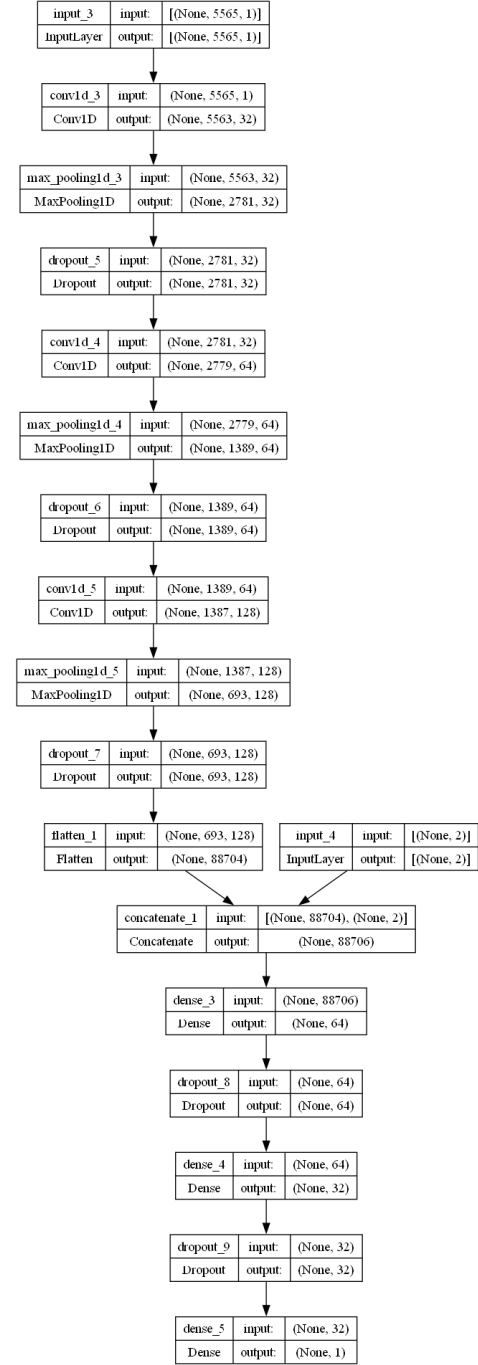 input_3 input: [(None, 5565, 1)]
InputLayer output: [(None, 5565, 1)]
conv1d_3 input: (None, 5565, 1)
Conv1D output: (None, 5563, 32)
max_pooling1d_3 input: (None, 5563, 32)
MaxPooling1D output: (None, 2781, 32)
dropout_5 input: (None, 2781, 32)
Dropout output: (None, 2781, 32)
conv1d_4 input: (None, 2781, 32)
Conv1D output: (None, 2779, 64)
max_pooling1d_4 input: (None, 2779, 64)
MaxPooling1D output: (None, 1389, 64)
dropout_6 input: (None, 1389, 64)
Dropout output: (None, 1389, 64)
conv1d_5 input: (None, 1389, 64)
Conv1D output: (None, 1387, 128)
max_pooling1d_5 input: (None, 1387, 128)
MaxPooling1D output: (None, 693, 128)
dropout_7 input: (None, 693, 128)
Dropout output: (None, 693, 128)
flatten_1 input: (None, 693, 128)
Flatten output: (None, 88704)
input_4 input: [(None, 2)]
InputLayer output: [(None, 2)]
concatenate_1 input: [(None, 88704), (None, 2)]
Concatenate output: (None, 88706)
dense_3 input: (None, 88706)
Dense output: (None, 64)
dropout_8 input: (None, 64)
Dropout output: (None, 64)
dense_4 input: (None, 64)
Dense output: (None, 32)
dropout_9 input: (None, 32)
Dropout output: (None, 32)
dense_5 input: (None, 32)
Dense output: (None, 1)